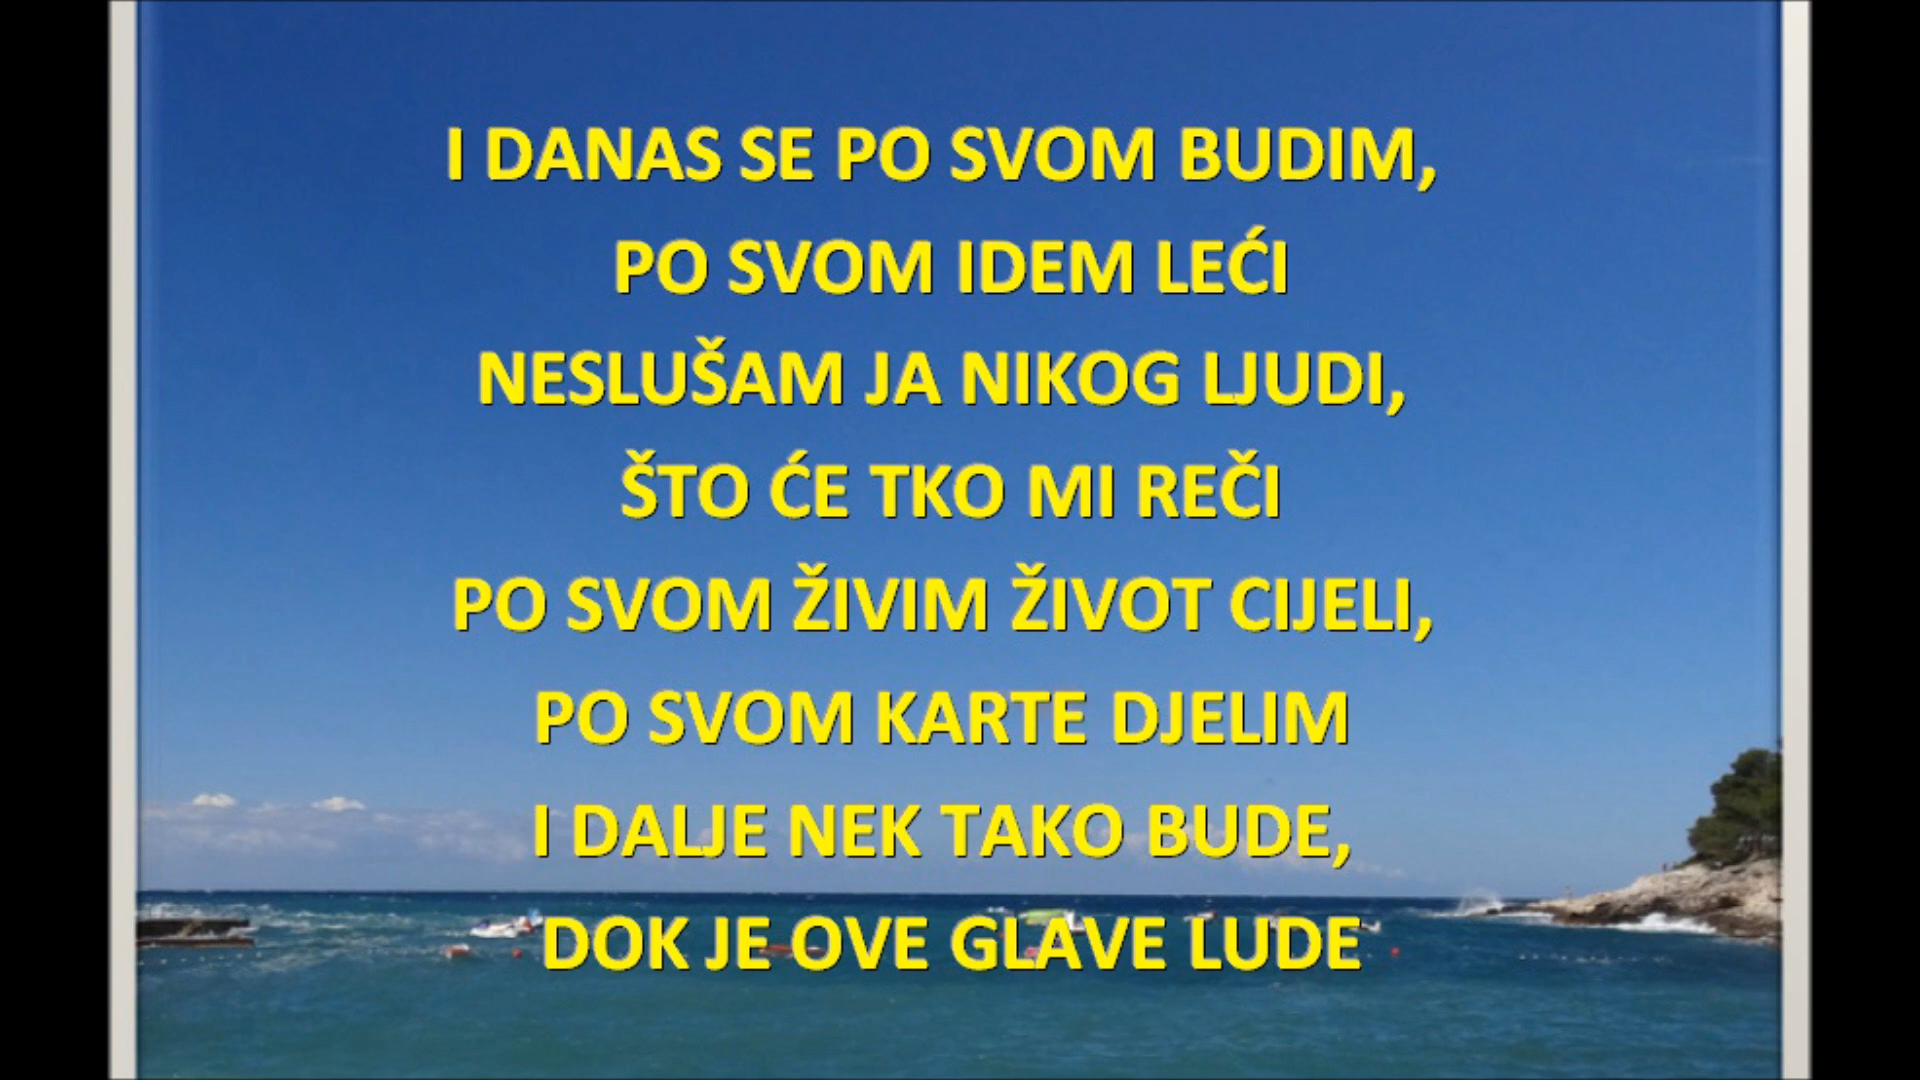 I DANAS SE PO SVOM BUDIM,
PO SVOM IDEM LEĆI
NESLUŠAM JA NIKOG LJUDI,
ŠTO ĆE TKO MI REČI
PO SVOM ŽIVIM ŽIVOT CIJELI,
PO SVOM KARTE DJELIM
I DALJE NEK TAKO BUDE,
DOK JE OVE GLAVE LUDE